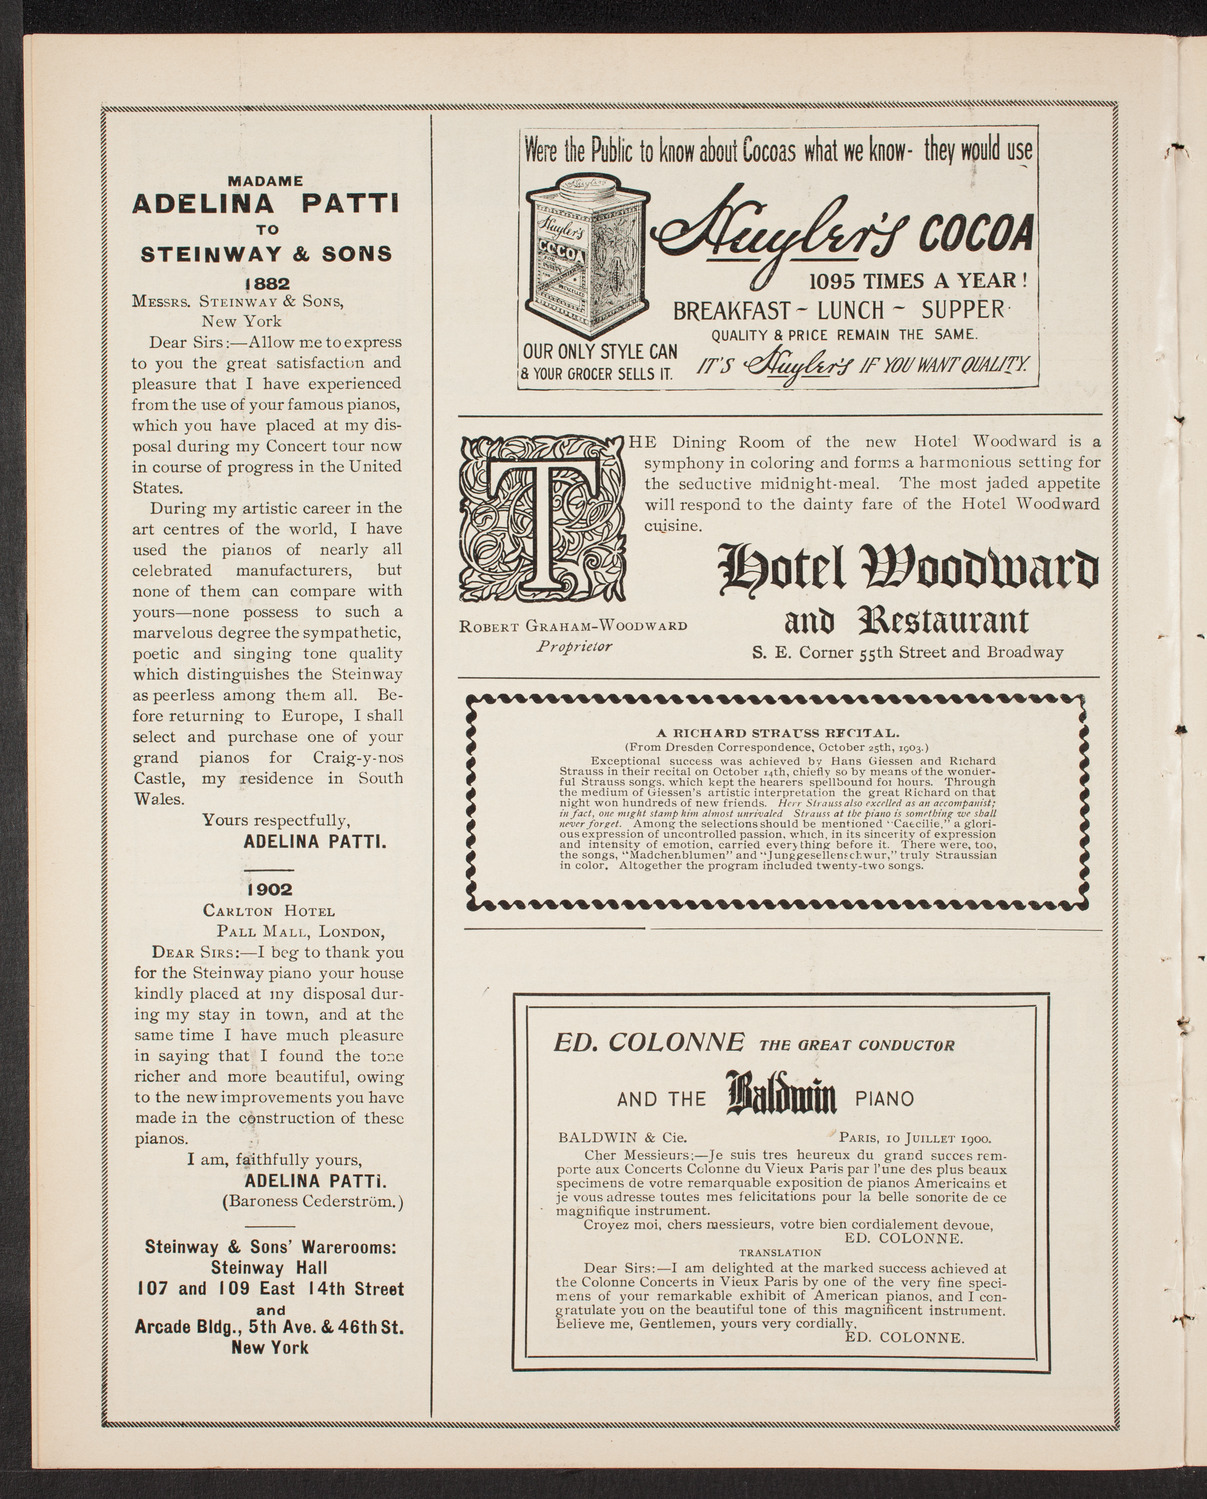 MADAME
ADELINA PATTI
TO
STEINWAY & SONS
1882
MESSRS. STEINWAY & SONS,
New York
Dear Sirs:—Allow me to express
to you the great satisfaction and
pleasure that I have experienced
from the use of your famous pianos,
which you have placed at my dis-
posal during my Concert tour now
in course of progress in the United
States.
During my artistic career in the
art centres of the world, I have
used the pianos of nearly all
celebrated manufacturers, but
none of them can compare with
yours—none possess to such a
marvelous degree the sympathetic,
poetic and singing tone quality
which distinguishes the Steinway
as peerless among them all. Be-
fore returning to Europe, I shall
select and purchase one of your
grand pianos for Craig-y-nos
Castle, my residence in South
Wales.
Yours respectfully,
ADELINA PATTI.
1902
CARLTON HOTEL
PALL MALL, LONDON,
DEAR SIRS:—I beg to thank you
for the Steinway piano your house
kindly placed at my disposal dur-
ing my stay in town, and at the
same time I have much pleasure
in saying that I found the tone
richer and more beautiful, owing
to the new improvements you have
made in the construction of these
pianos.
I am, faithfully yours,
ADELINA PATTi.
(Baroness Cederström.)
Steinway & Sons' Warerooms:
Steinway Hall
107 and 109 East 14th Street
and
Arcade Bldg., 5th Ave. & 46th St.
New York
Were the Public to know about Cocoas what we know- they would use
Huyler's COCOA
Huyler's
COCOA
1095 TIMES A YEAR!
BREAKFAST ~ LUNCH ~ SUPPER.
QUALITY & PRICE REMAIN THE SAME.
OUR ONLY STYLE CAN
& YOUR GROCER SELLS IT.
IT'S Huyler's IF YOU WANT QUALITY.
THE Dining Room of the new Hotel Woodward is a
symphony in coloring and forms a harmonious setting for
the seductive midnight-meal. The most jaded appetite
will respond to the dainty fare of the Hotel Woodward
cuisine.
Hotel Woodward
and Restaurant
ROBERT GRAHAM-WOODWARD
Proprietor
S. E. Corner 55th Street and Broadway
A RICHARD STRAUSS RECITAL.
(From Dresden Correspondence, October 25th, 1903.)
Exceptional success was achieved by Hans Giessen and Richard
Strauss in their recital on October 14th, chiefly so by means of the wonder-
ful Strauss songs, which kept the hearers spellbound for hours. Through
the medium of Giessen's artistic interpretation the great Richard on that
night won hundreds of new friends. Herr Strauss also excelled as an accompanist;
in fact, one might stamp him almost unrivaled Strauss at the piano is something we shall
never forget. Among the selections should be mentioned "Caecilie," a glori-
ous expression of uncontrolled passion, which, in its sincerity of expression
and intensity of emotion, carried everything before it. There were, too,
the songs, "Madchenblumen" and "Junggesellenschwur," truly Straussian
in color. Altogether the program included twenty-two songs.
ED. COLONNE THE GREAT CONDUCTOR
AND THE Baldwin PIANO
BALDWIN & Cie. PARIS, 10 JUILLET 1900.
Cher Messieurs:—Je suis tres heureux du grand succes rem-
porte aux Concerts Colonne du Vieux Paris par l'une des plus beaux
specimens de votre remarquable exposition de pianos Americains et
je vous adresse toutes mes felicitations pour la belle sonorite de ce
magnifique instrument.
Croyez moi, chers messieurs, votre bien cordialement devoue,
ED. COLONNE.
TRANSLATION
Dear Sirs:—I am delighted at the marked success achieved at
the Colonne Concerts in Vieux Paris by one of the very fine speci-
mens of your remarkable exhibit of American pianos, and I con-
gratulate you on the beautiful tone of this magnificent instrument.
Believe me, Gentlemen, yours very cordially,
ED. COLONNE.